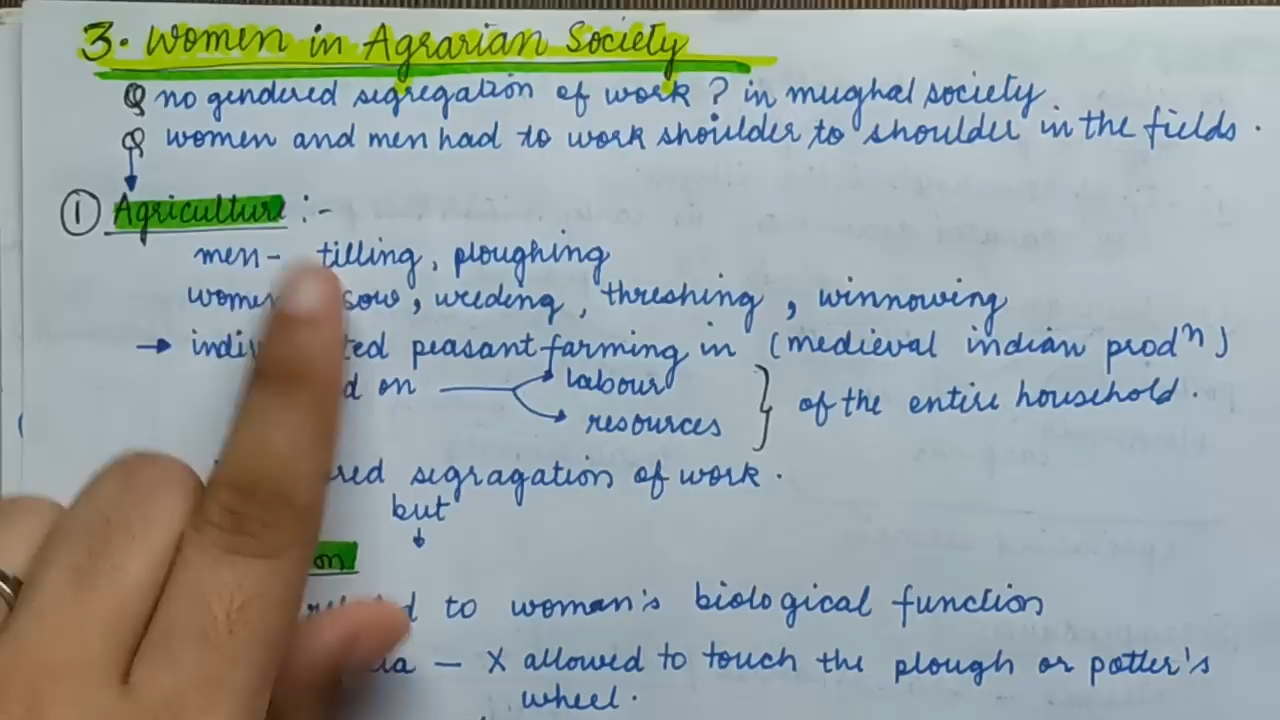 3. Women in Agrarian Society
Q no gendered segregation of work ? in mughal society
Q women and men had to work shoulder to shoulder in the fields .
① Agriculture :-
men- tilling, ploughing
sow, weeding, threshing, winnowing
→ peasant farming in (medieval indian prodⁿ)
on labour
resources } of the entire household .
segragation of work .
but
to woman's biological function
— X allowed to touch the plough or potter's
wheel .